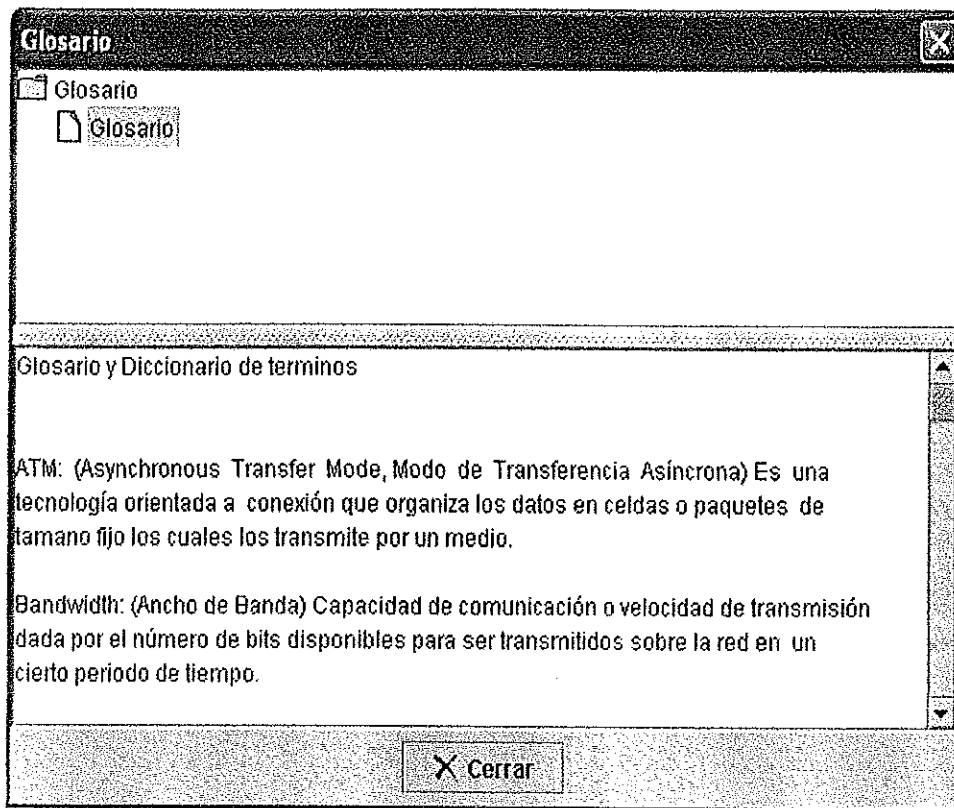 Glosario
Glosario
Glosario
Glosario y Diccionario de terminos
ATM: (Asynchronous Transfer Mode, Modo de Transferencia Asíncrona) Es una
tecnología orientada a conexión que organiza los datos en celdas o paquetes de
tamano fijo los cuales los transmite por un medio.
Bandwidth: (Ancho de Banda) Capacidad de comunicación o velocidad de transmisión
dada por el número de bits disponibles para ser transmitidos sobre la red en un
cierto periodo de tiempo.
Cerrar